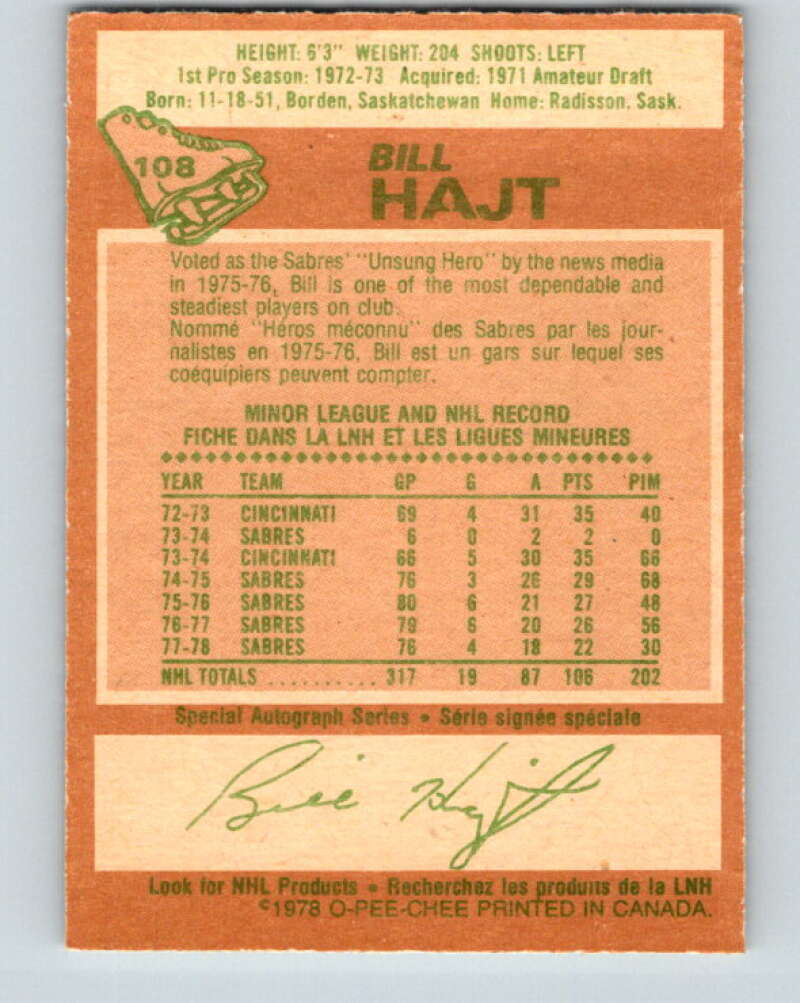 HEIGHT: 6'3" WEIGHT: 204 SHOOTS: LEFT
1st Pro Season: 1972-73 Acquired: 1971 Amateur Draft
Born: 11-18-51, Borden, Saskatchewan Home: Radisson, Sask.
108
BILL
HAJT
Voted as the Sabres' "Unsung Hero" by the news media
in 1975-76, Bill is one of the most dependable and
steadiest players on club.
Nommé "Héros méconnu" des Sabres par les jour-
nalistes en 1975-76, Bill est un gars sur lequel ses
coéquipiers peuvent compter.
MINOR LEAGUE AND NHL RECORD
FICHE DANS LA LNH ET LES LIGUES MINEURES
YEAR TEAM GP G A PTS PIM
72-73 CINCINNATI 69 4 31 35 40
73-74 SABRES 6 0 2 2 0
73-74 CINCINNATI 66 5 30 35 66
74-75 SABRES 76 3 26 29 68
75-76 SABRES 80 6 21 27 48
76-77 SABRES 79 6 20 26 56
77-78 SABRES 76 4 18 22 30
NHL TOTALS .......... 317 19 87 106 202
Special Autograph Series • Série signée spéciale
Bill Hajt
Look for NHL Products • Recherchez les produits de la LNH
©1978 O-PEE-CHEE PRINTED IN CANADA.